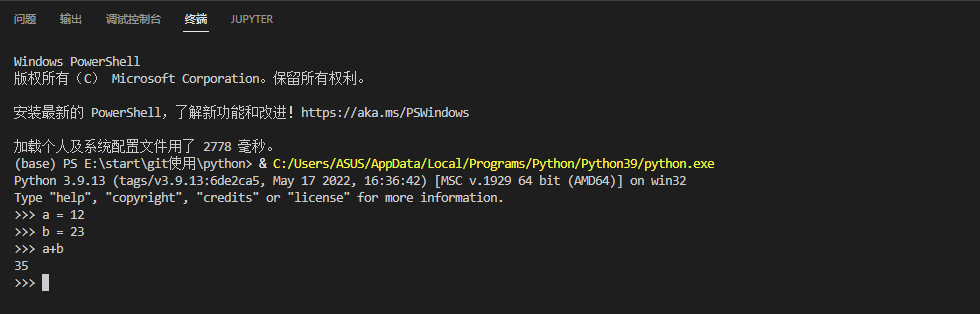 问题 输出 调试控制台 终端 JUPYTER
Windows PowerShell
版权所有（C） Microsoft Corporation。保留所有权利。
安装最新的 PowerShell，了解新功能和改进！https://aka.ms/PSWindows
加载个人及系统配置文件用了 2778 毫秒。
(base) PS E:\start\git使用\python> & C:/Users/ASUS/AppData/Local/Programs/Python/Python39/python.exe
Python 3.9.13 (tags/v3.9.13:6de2ca5, May 17 2022, 16:36:42) [MSC v.1929 64 bit (AMD64)] on win32
Type "help", "copyright", "credits" or "license" for more information.
>>> a = 12
>>> b = 23
>>> a+b
35
>>>